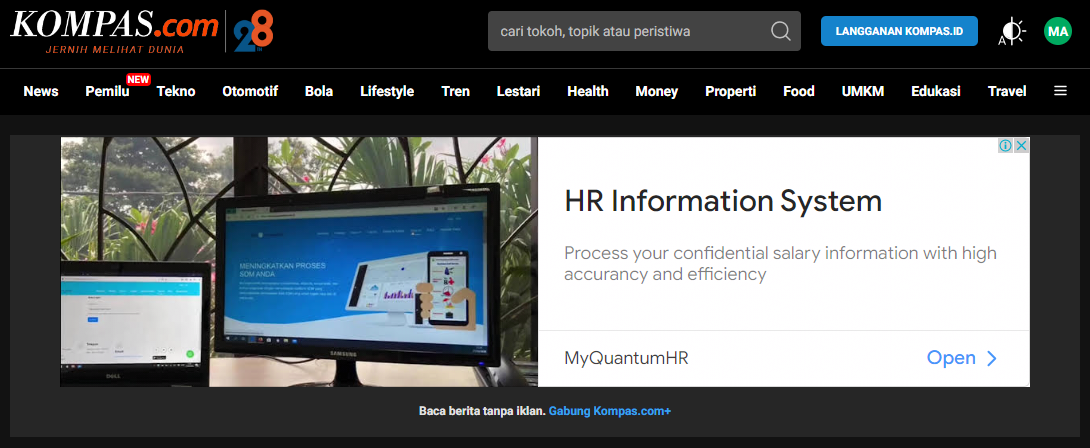 KOMPAS.com 28
JERNIH MELIHAT DUNIA
cari tokoh, topik atau peristiwa
LANGGANAN KOMPAS.ID
A
MA
NEW
News Pemilu Tekno Otomotif Bola Lifestyle Tren Lestari Health Money Properti Food UMKM Edukasi Travel
MENINGKATKAN PROSES
SDM ANDA
SAMSUNG
HR Information System
Process your confidential salary information with high
accurancy and efficiency
MyQuantumHR
Open
Baca berita tanpa iklan. Gabung Kompas.com+